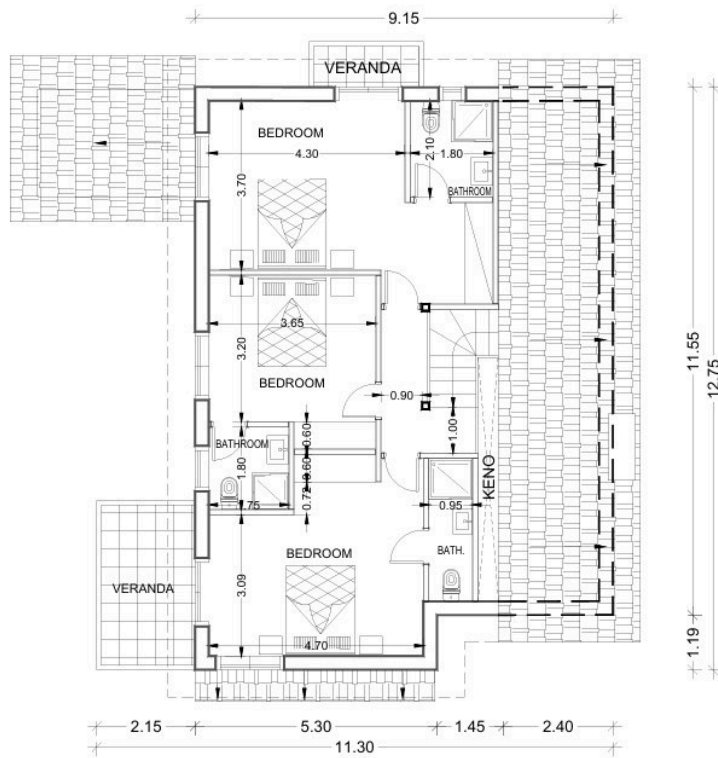 9.15
VERANDA
BEDROOM
4.30
2.10
1.80
3.70
BATHROOM
3.65
3.20
BEDROOM
0.90
11.55
12.75
0.60
1.00
BATHROOM
1.80
0.60
KENO
0.72
.75
0.95
BEDROOM
BATH.
VERANDA
3.09
4.70
1.19
2.15
5.30
1.45
2.40
11.30